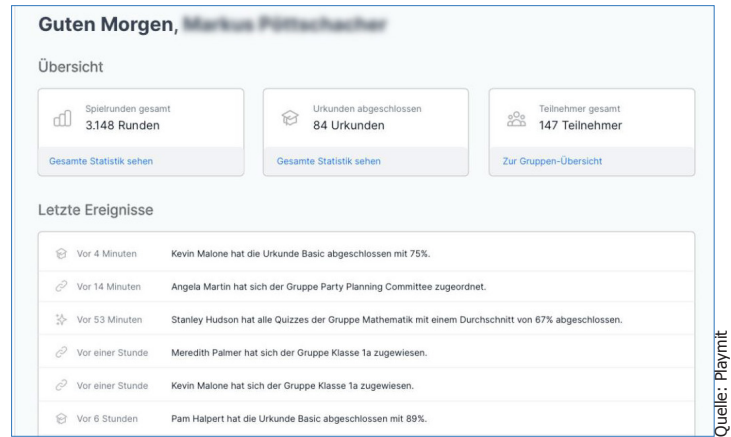 Guten Morgen,
Übersicht
Spielrunden gesamt
3.148 Runden
Gesamte Statistik sehen
Urkunden abgeschlossen
84 Urkunden
Gesamte Statistik sehen
Teilnehmer gesamt
147 Teilnehmer
Zur Gruppen-Übersicht
Letzte Ereignisse
Vor 4 Minuten Kevin Malone hat die Urkunde Basic abgeschlossen mit 75%.
Vor 14 Minuten Angela Martin hat sich der Gruppe Party Planning Committee zugeordnet.
Vor 53 Minuten Stanley Hudson hat alle Quizzes der Gruppe Mathematik mit einem Durchschnitt von 67% abgeschlossen.
Vor einer Stunde Meredith Palmer hat sich der Gruppe Klasse 1a zugewiesen.
Vor einer Stunde Kevin Malone hat sich der Gruppe Klasse 1a zugewiesen.
Vor 6 Stunden Pam Halpert hat die Urkunde Basic abgeschlossen mit 89%.
Quelle: Playmit